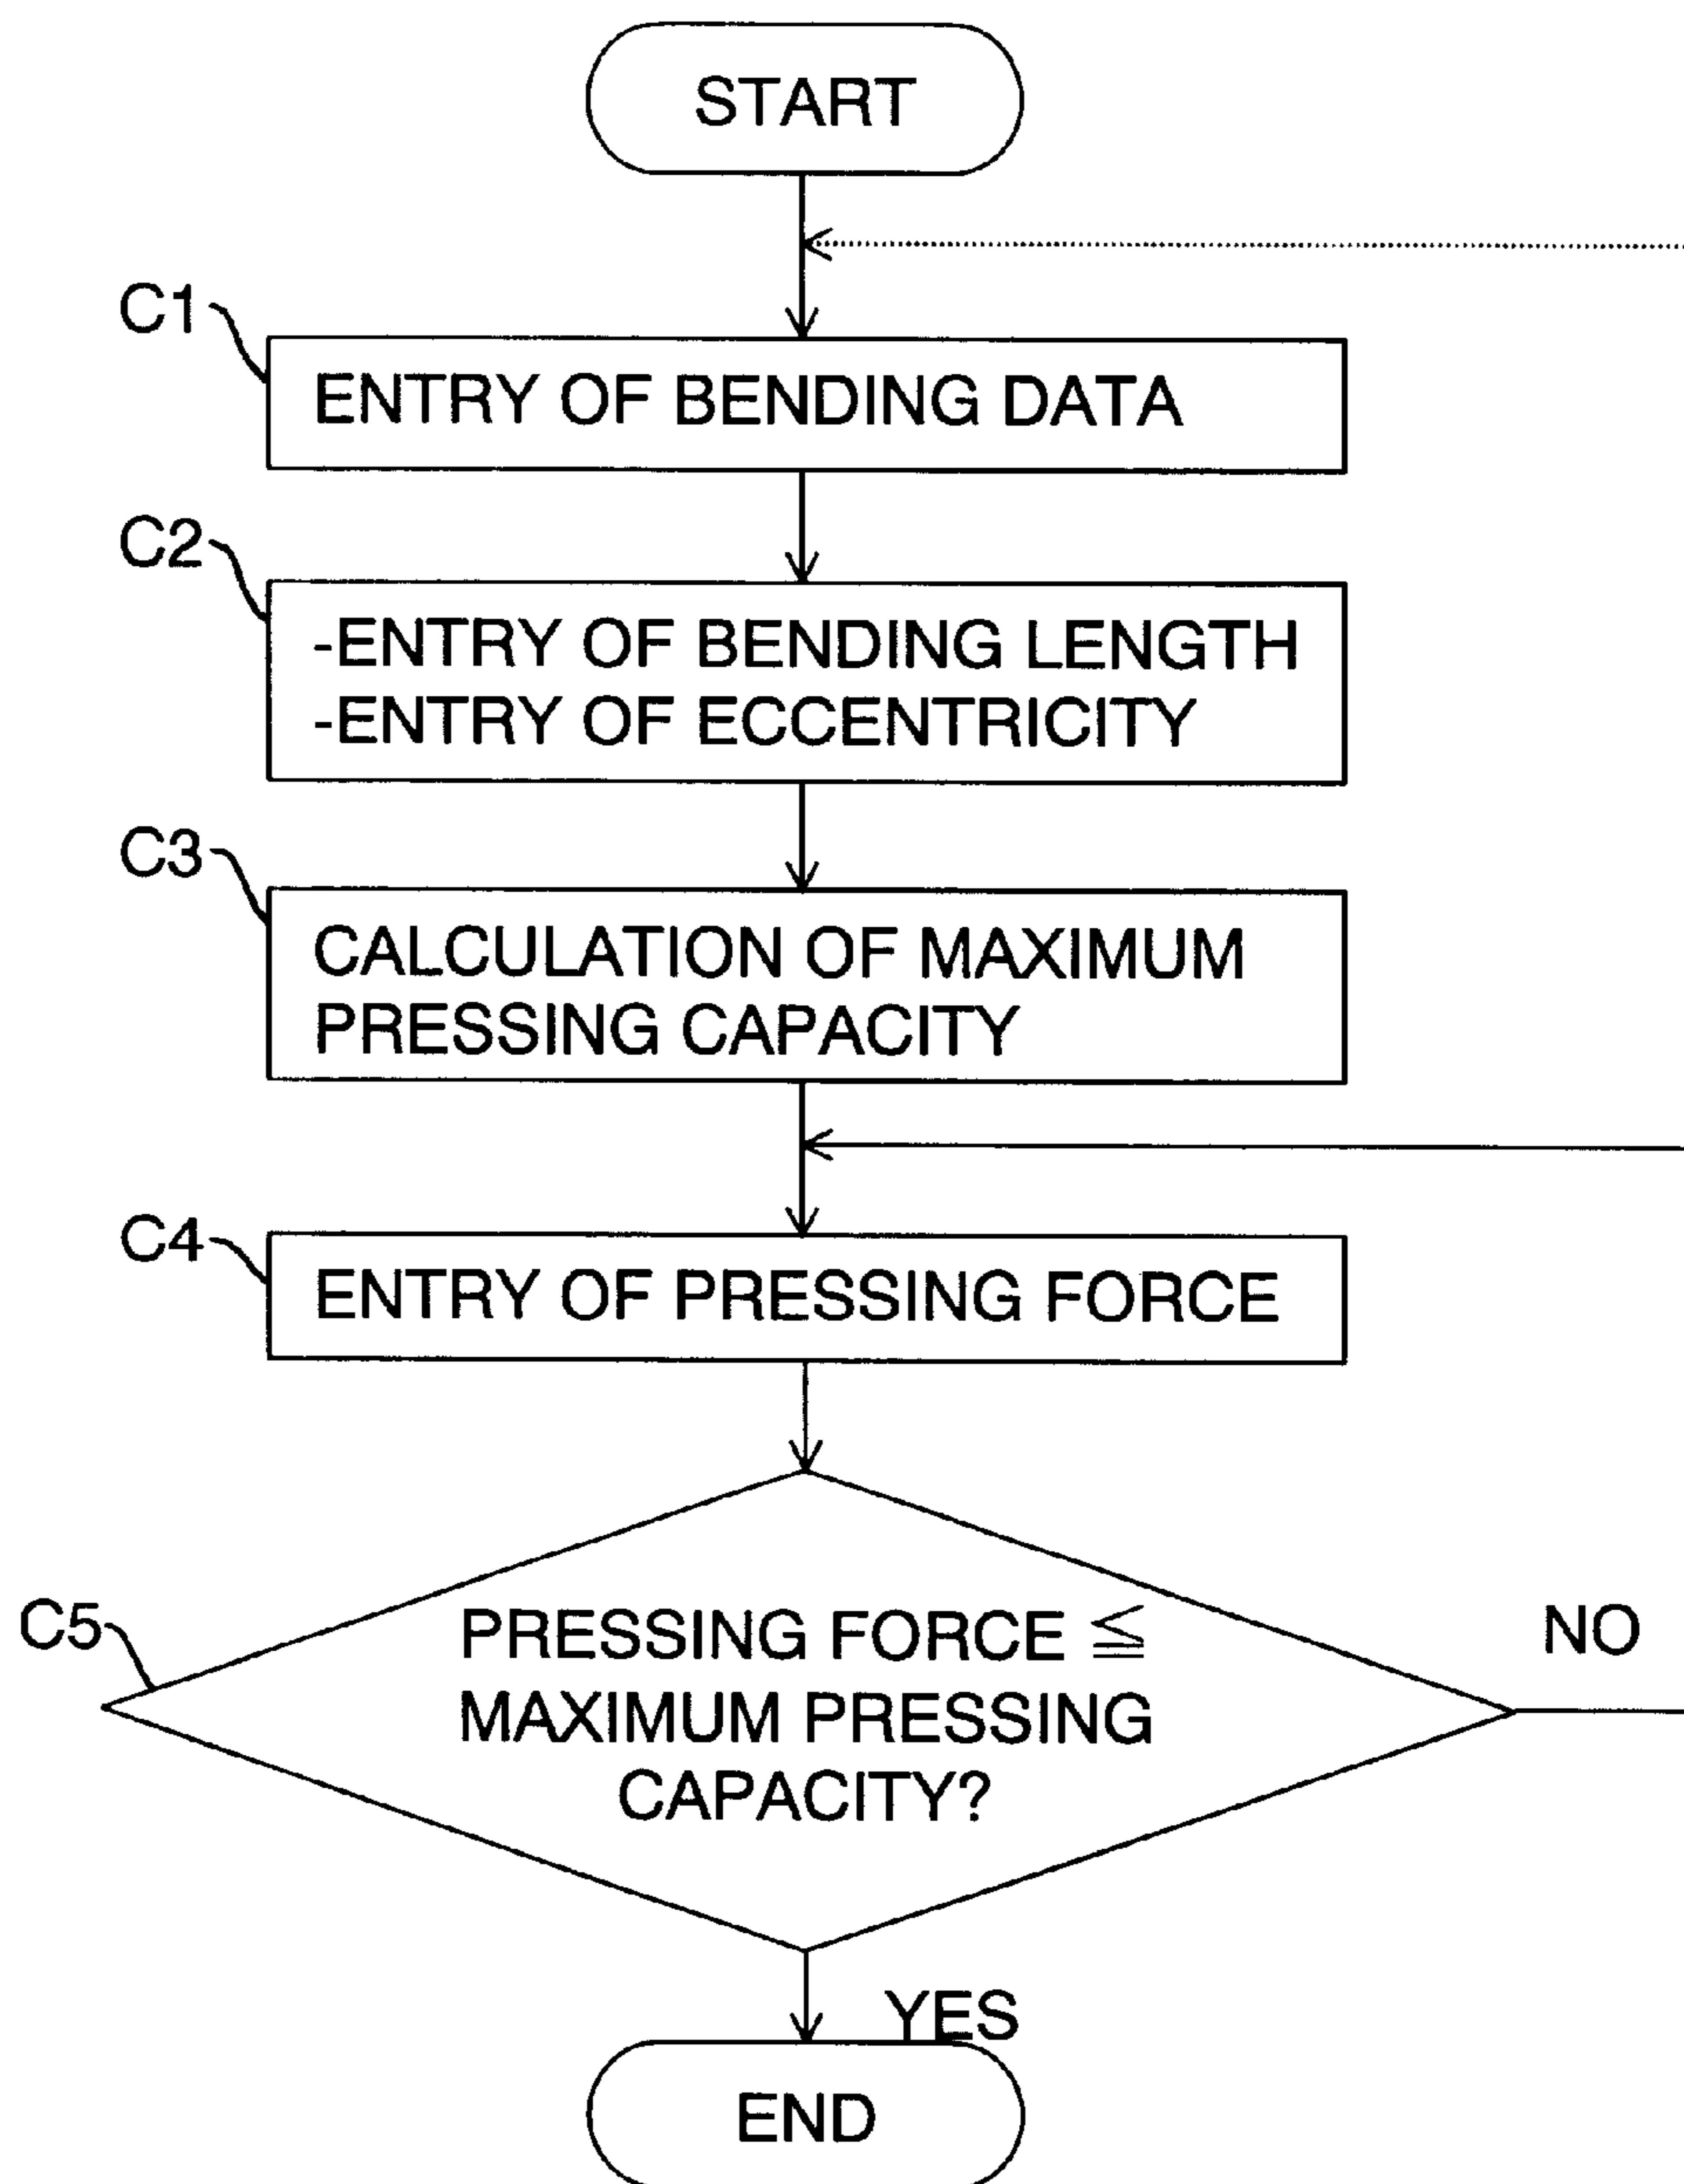 START
C1
ENTRY OF BENDING DATA
C2
-ENTRY OF BENDING LENGTH
-ENTRY OF ECCENTRICITY
C3
CALCULATION OF MAXIMUM
PRESSING CAPACITY
C4
ENTRY OF PRESSING FORCE
C5
PRESSING FORCE ≦
MAXIMUM PRESSING
CAPACITY?
NO
YES
END